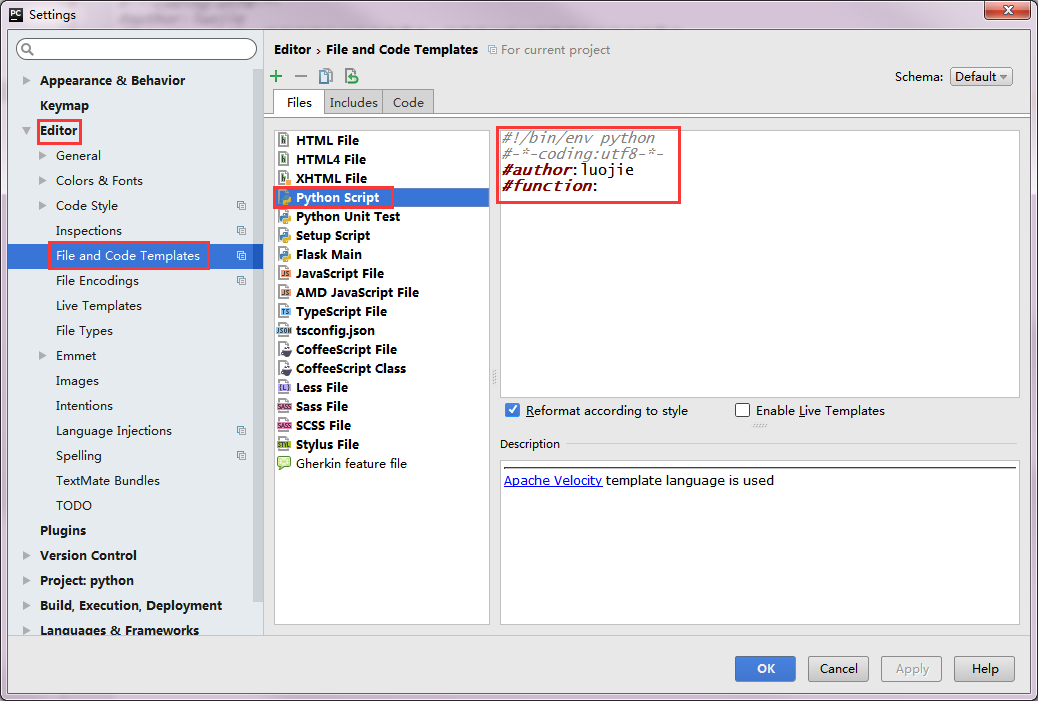 PC Settings
Editor › File and Code Templates For current project
Schema: Default
Files Includes Code
Appearance & Behavior
Keymap
Editor
General
Colors & Fonts
Code Style
Inspections
File and Code Templates
File Encodings
Live Templates
File Types
Emmet
Images
Intentions
Language Injections
Spelling
TextMate Bundles
TODO
Plugins
Version Control
Project: python
Build, Execution, Deployment
Languages & Frameworks
HTML File
HTML4 File
XHTML File
Python Script
Python Unit Test
Setup Script
Flask Main
JavaScript File
AMD JavaScript File
TypeScript File
tsconfig.json
CoffeeScript File
CoffeeScript Class
Less File
Sass File
SCSS File
Stylus File
Gherkin feature file
#!/bin/env python
#-*-coding:utf8-*-
#author:luojie
#function:
Reformat according to style Enable Live Templates
Description
Apache Velocity template language is used
OK Cancel Apply Help